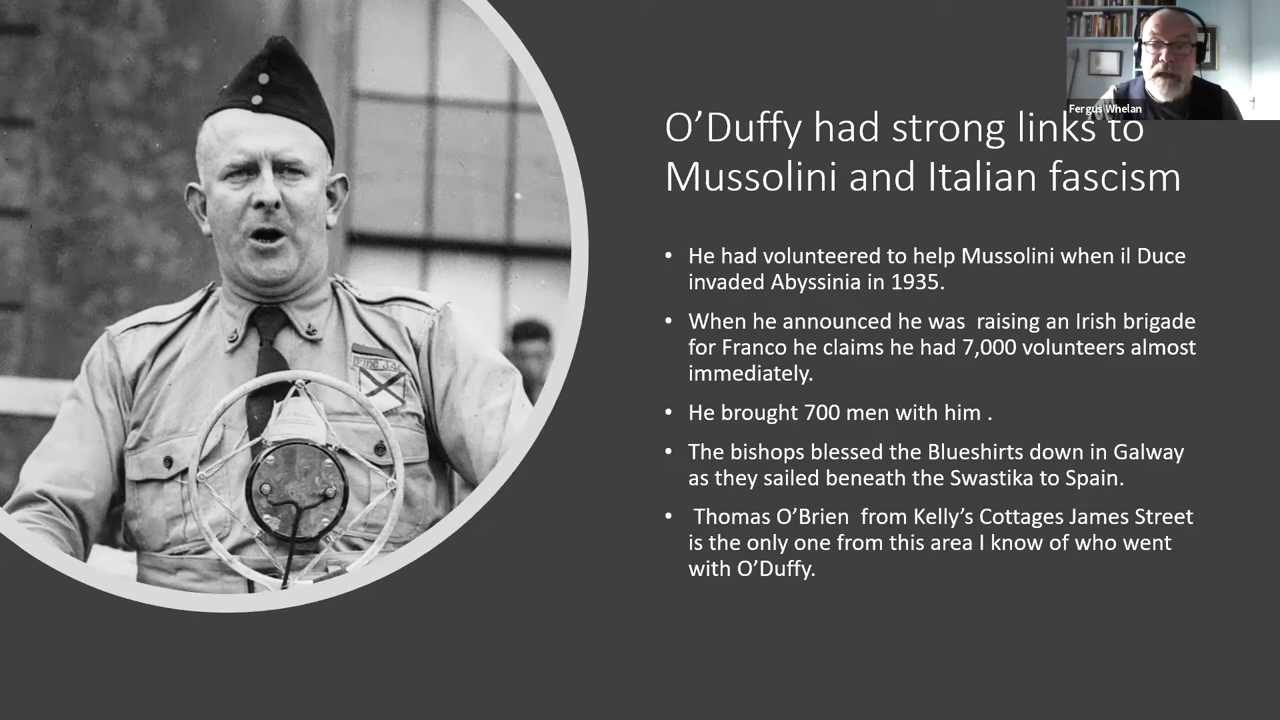 Fergus Whelan
O’Duffy had strong links to
Mussolini and Italian fascism
• He had volunteered to help Mussolini when il Duce
invaded Abyssinia in 1935.
• When he announced he was  raising an Irish brigade
for Franco he claims he had 7,000 volunteers almost
immediately.
• He brought 700 men with him .
• The bishops blessed the Blueshirts down in Galway
as they sailed beneath the Swastika to Spain.
•  Thomas O’Brien  from Kelly’s Cottages James Street
is the only one from this area I know of who went
with O’Duffy.